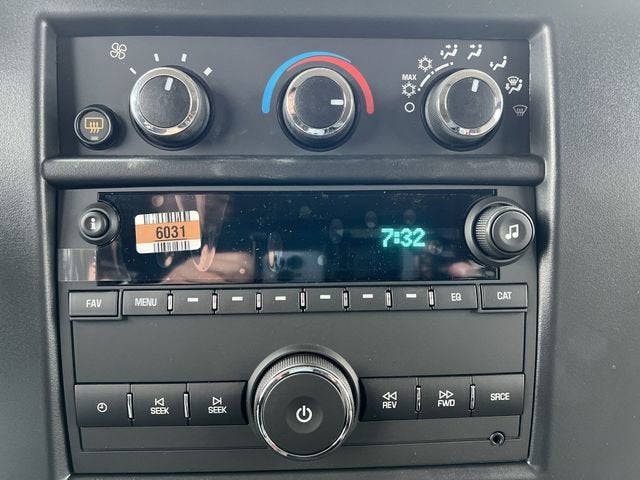 MAX
6031
7:32
i
FAV
MENU
EQ
CAT
SEEK
SEEK
REV
FWD
SRCE